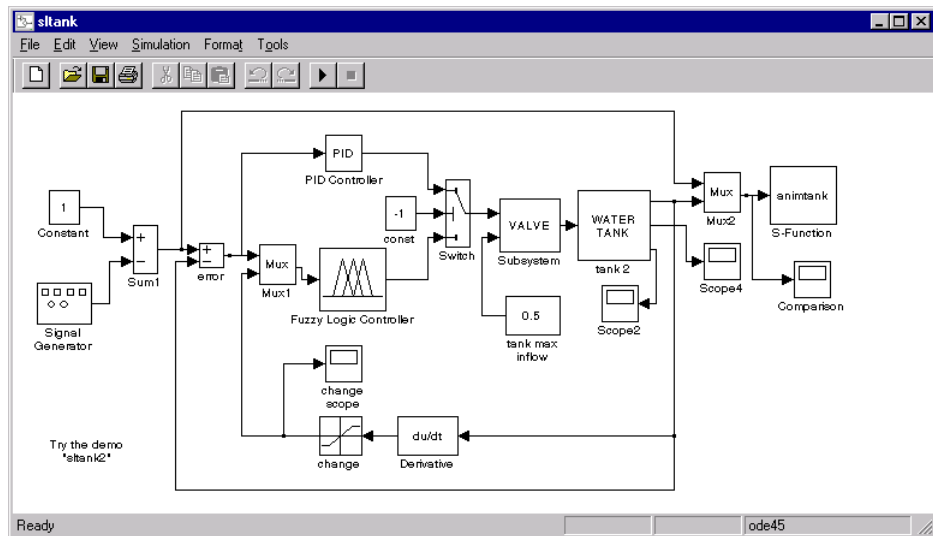 sltank
File Edit View Simulation Format Tools
PID
PID Controller
1
Constant
-1
const
Mux
Mux2
animtank
S-Function
VALVE
Subsystem
WATER
TANK
tank 2
Switch
+
−
Sum1
+
−
error
Mux
Mux1
Fuzzy Logic Controller
Signal
Generator
0.5
tank max
inflow
Scope2
Scope4
Comparison
change
scope
change
du/dt
Derivative
Try the demo
"sltank2"
Ready
ode45